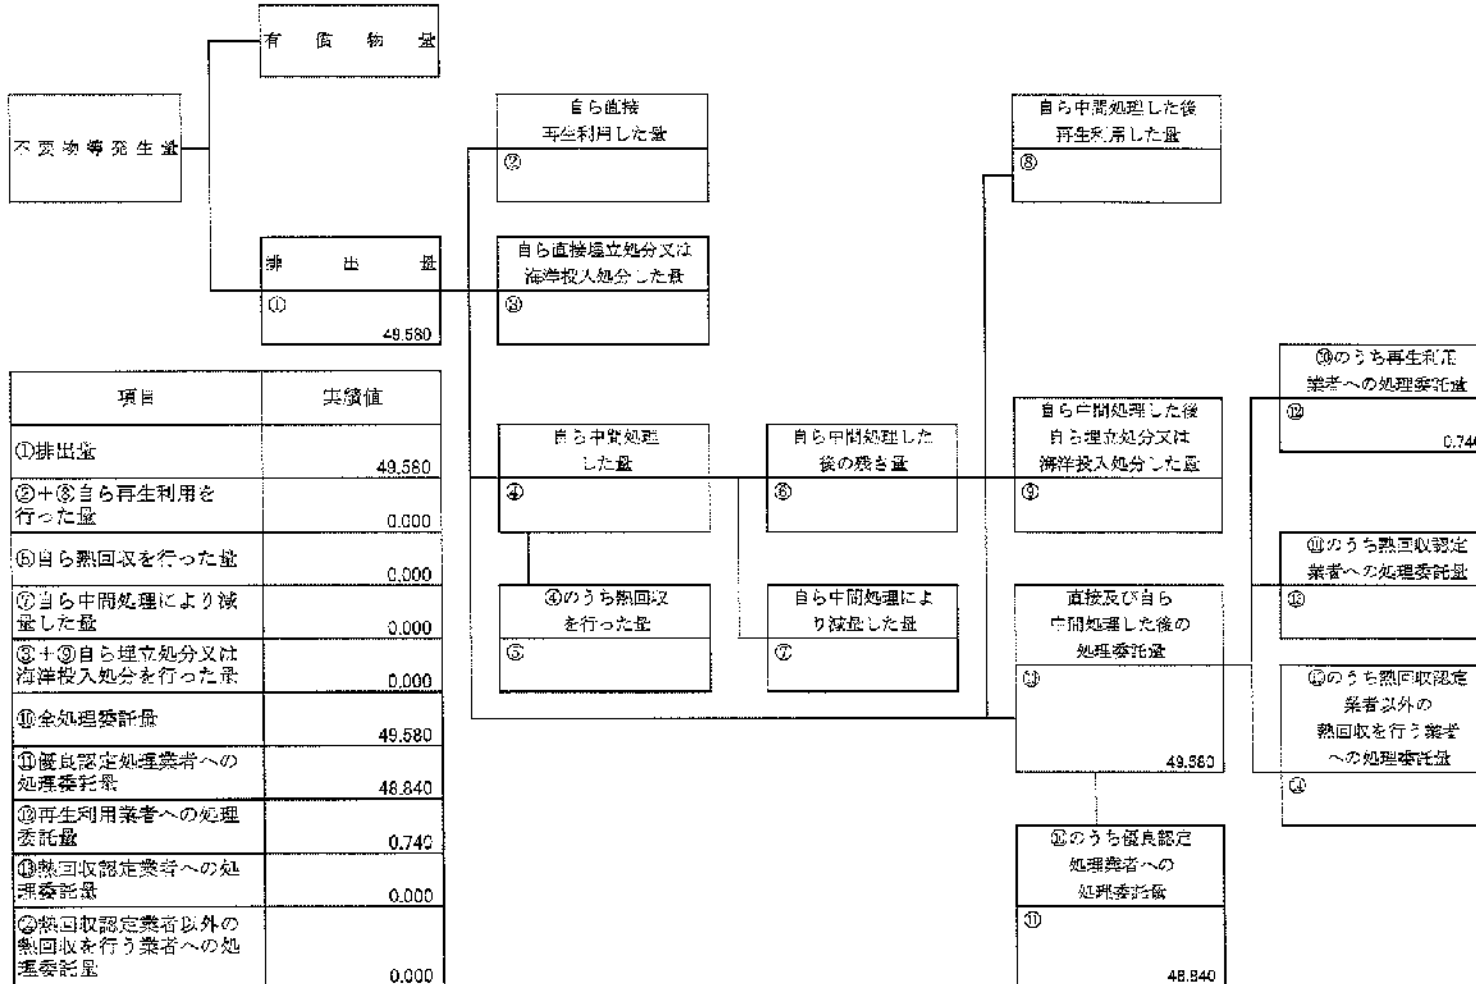 有償物量
不要物等発生量
自ら直接
再生利用した量
②
自ら中間処理した後
再生利用した量
⑧
排出量
①
49.580
自ら直接埋立処分又は
海洋投入処分した量
③
項目 実績値
①排出量 49.580
②+⑧自ら再生利用を
行った量 0.000
⑤自ら熱回収を行った量 0.000
⑦自ら中間処理により減
量した量 0.000
③+⑨自ら埋立処分又は
海洋投入処分を行った量 0.000
⑩全処理委託量 49.580
⑪優良認定処理業者への
処理委託量 48.840
⑫再生利用業者への処理
委託量 0.740
⑬熱回収認定業者への処
理委託量 0.000
⑭熱回収認定業者以外の
熱回収を行う業者への処
理委託量 0.000
自ら中間処理
した量
④
自ら中間処理した
後の残さ量
⑥
自ら中間処理した後
自ら埋立処分又は
海洋投入処分した量
⑨
④のうち熱回収
を行った量
⑤
自ら中間処理によ
り減量した量
⑦
直接及び自ら
中間処理した後の
処理委託量
⑩
49.580
⑩のうち優良認定
処理業者への
処理委託量
⑪
48.840
⑩のうち再生利用
業者への処理委託量
⑫
0.740
⑩のうち熱回収認定
業者への処理委託量
⑬
⑩のうち熱回収認定
業者以外の
熱回収を行う業者
への処理委託量
⑭